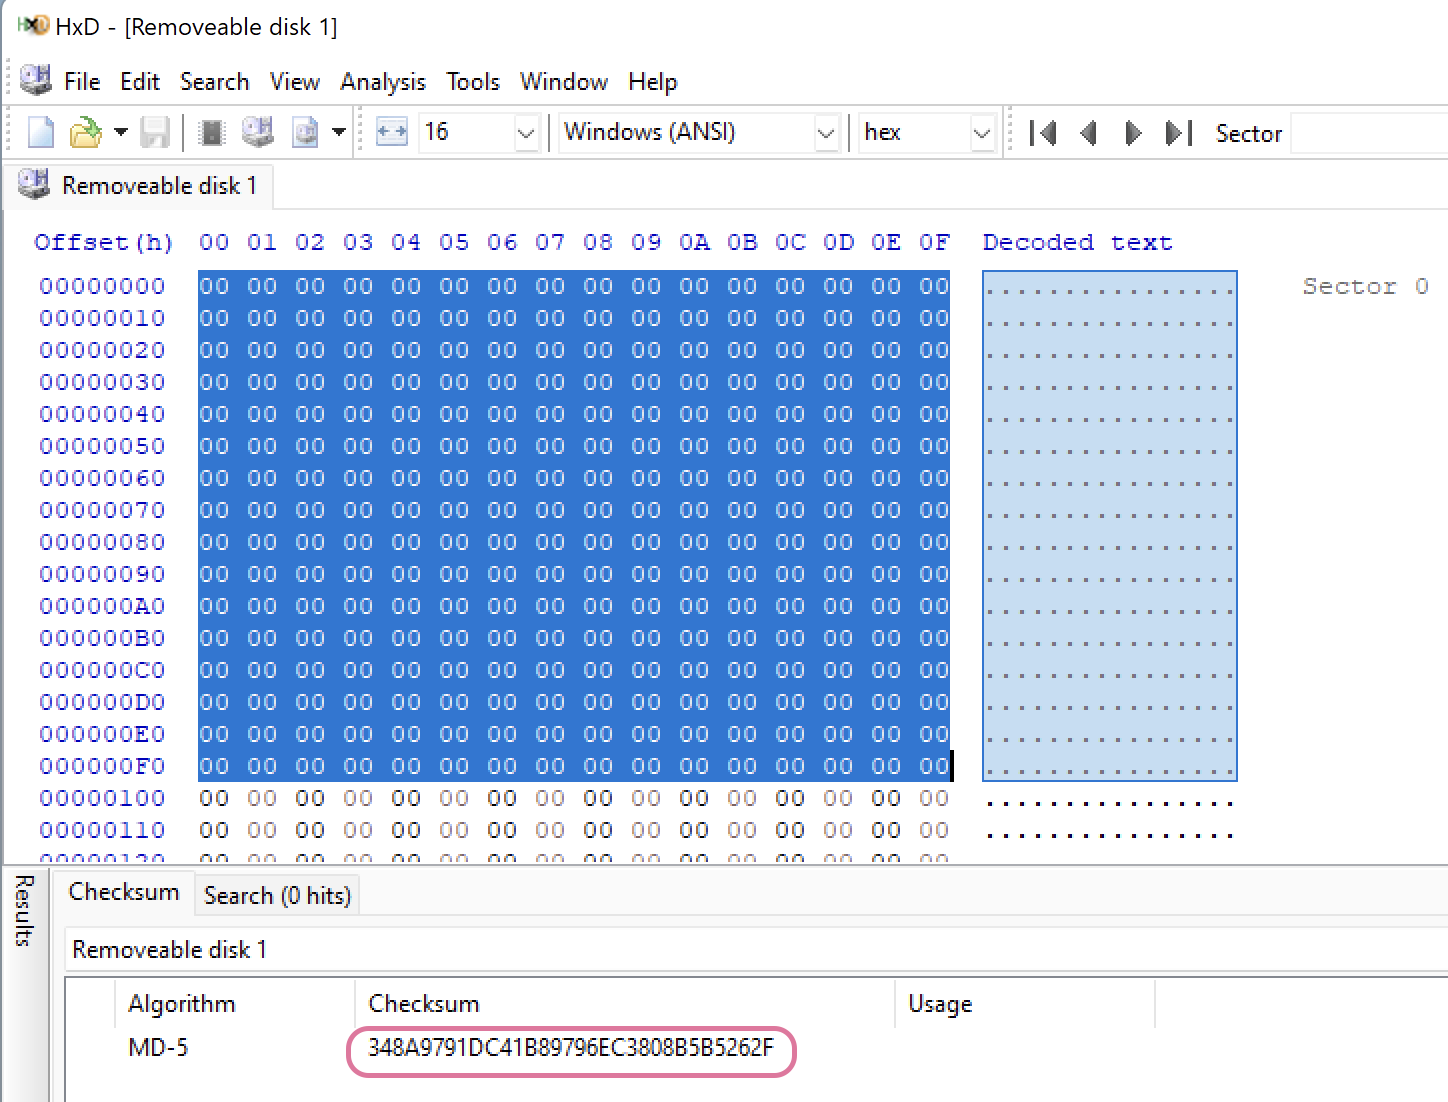 HxD - [Removeable disk 1]
File Edit Search View Analysis Tools Window Help
16 Windows (ANSI) hex Sector
Removeable disk 1
Offset(h) 00 01 02 03 04 05 06 07 08 09 0A 0B 0C 0D 0E 0F Decoded text
00000000 00 00 00 00 00 00 00 00 00 00 00 00 00 00 00 00 ................ Sector 0
00000010 00 00 00 00 00 00 00 00 00 00 00 00 00 00 00 00 ................
00000020 00 00 00 00 00 00 00 00 00 00 00 00 00 00 00 00 ................
00000030 00 00 00 00 00 00 00 00 00 00 00 00 00 00 00 00 ................
00000040 00 00 00 00 00 00 00 00 00 00 00 00 00 00 00 00 ................
00000050 00 00 00 00 00 00 00 00 00 00 00 00 00 00 00 00 ................
00000060 00 00 00 00 00 00 00 00 00 00 00 00 00 00 00 00 ................
00000070 00 00 00 00 00 00 00 00 00 00 00 00 00 00 00 00 ................
00000080 00 00 00 00 00 00 00 00 00 00 00 00 00 00 00 00 ................
00000090 00 00 00 00 00 00 00 00 00 00 00 00 00 00 00 00 ................
000000A0 00 00 00 00 00 00 00 00 00 00 00 00 00 00 00 00 ................
000000B0 00 00 00 00 00 00 00 00 00 00 00 00 00 00 00 00 ................
000000C0 00 00 00 00 00 00 00 00 00 00 00 00 00 00 00 00 ................
000000D0 00 00 00 00 00 00 00 00 00 00 00 00 00 00 00 00 ................
000000E0 00 00 00 00 00 00 00 00 00 00 00 00 00 00 00 00 ................
000000F0 00 00 00 00 00 00 00 00 00 00 00 00 00 00 00 00 ................
00000100 00 00 00 00 00 00 00 00 00 00 00 00 00 00 00 00 ................
00000110 00 00 00 00 00 00 00 00 00 00 00 00 00 00 00 00 ................
00000120 00 00 00 00 00 00 00 00 00 00 00 00 00 00 00 00
Results
Checksum Search (0 hits)
Removeable disk 1
Algorithm Checksum Usage
MD-5 348A9791DC41B89796EC3808B5B5262F